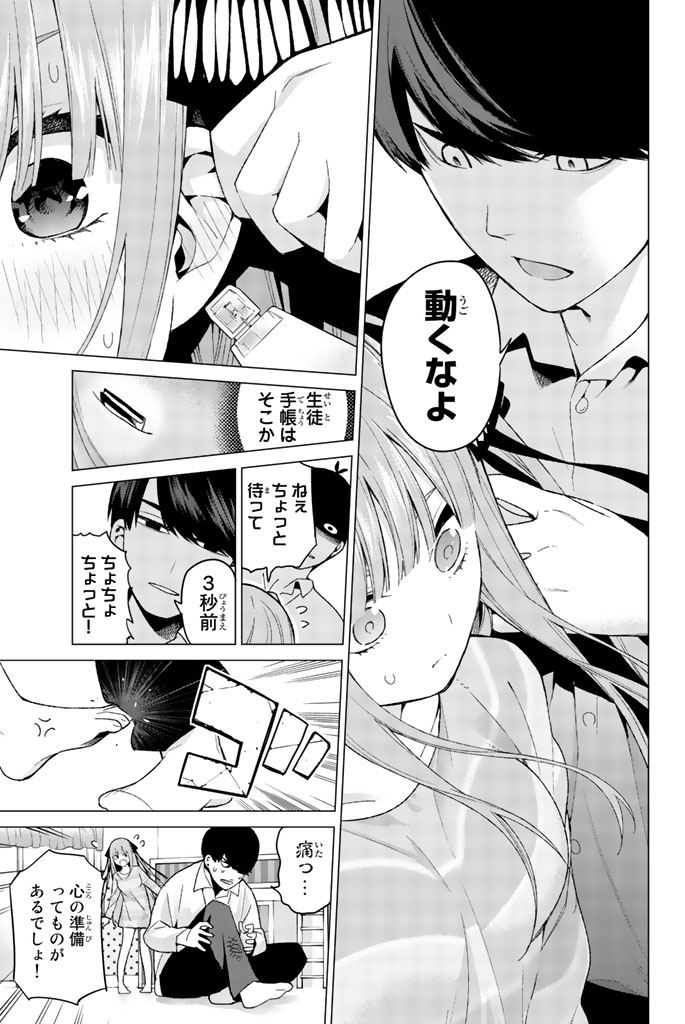 動くなよ
生徒
手帳は
そこか
ねぇ
ちょっと
待って
3秒前
ちょちょ
ちょっと!
ゴッ
痛っ…
心の準備
ってものが
あるでしょ!